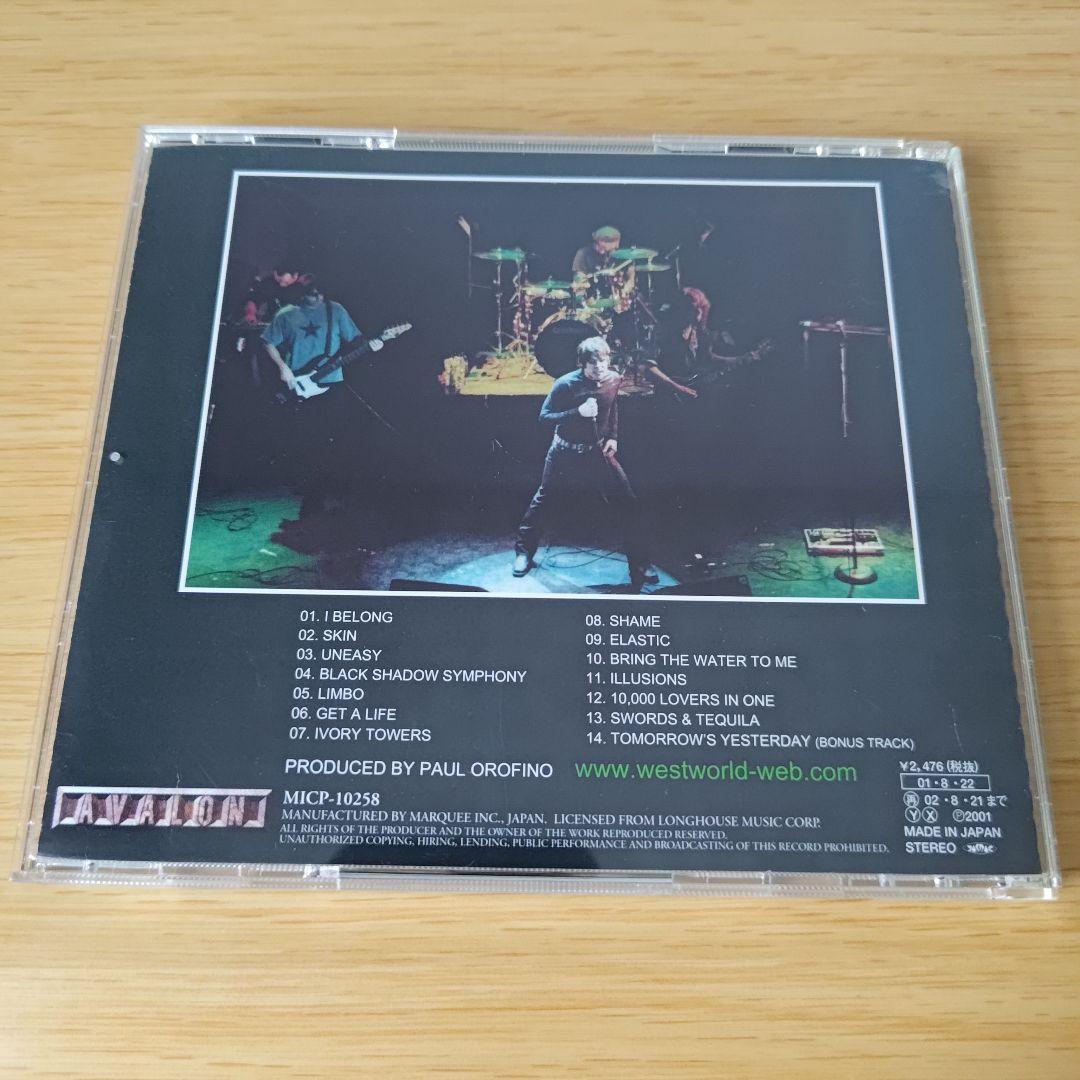 01. I BELONG
02. SKIN
03. UNEASY
04. BLACK SHADOW SYMPHONY
05. LIMBO
06. GET A LIFE
07. IVORY TOWERS
08. SHAME
09. ELASTIC
10. BRING THE WATER TO ME
11. ILLUSIONS
12. 10,000 LOVERS IN ONE
13. SWORDS & TEQUILA
14. TOMORROW'S YESTERDAY (BONUS TRACK)
PRODUCED BY PAUL OROFINO
www.westworld-web.com
AVALON
MICP-10258
MANUFACTURED BY MARQUEE INC., JAPAN. LICENSED FROM LONGHOUSE MUSIC CORP.
ALL RIGHTS OF THE PRODUCER AND THE OWNER OF THE WORK REPRODUCED RESERVED.
UNAUTHORIZED COPYING, HIRING, LENDING, PUBLIC PERFORMANCE AND BROADCASTING OF THIS RECORD PROHIBITED.
¥2,476 (税抜)
01・8・22
再 02・8・21まで
Y X ℗2001
MADE IN JAPAN
STEREO